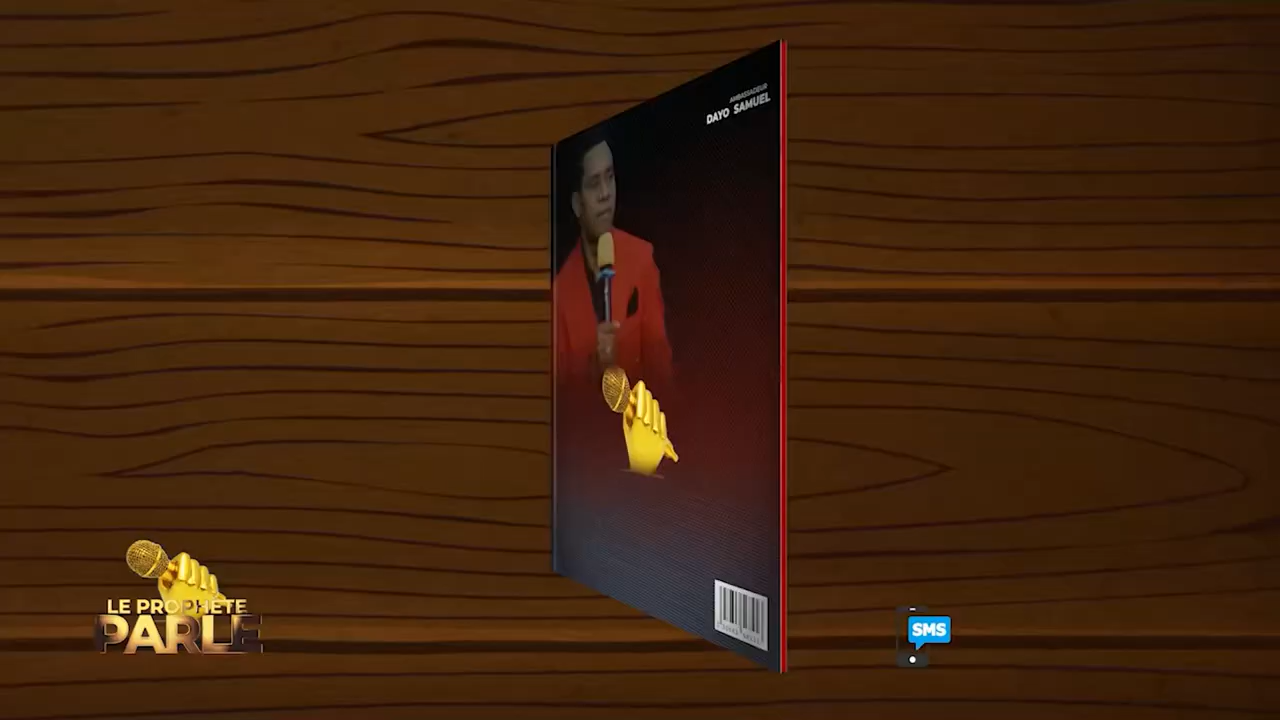 AMBASSADEUR
DAYO SAMUEL
LE PROPHETE
PARLE
SMS